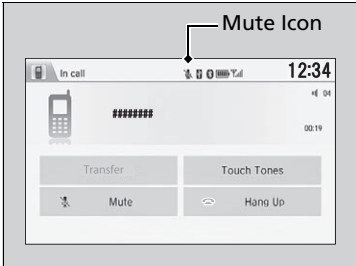 Mute Icon
In call
12:34
04
########
00:19
Transfer
Touch Tones
Mute
Hang Up